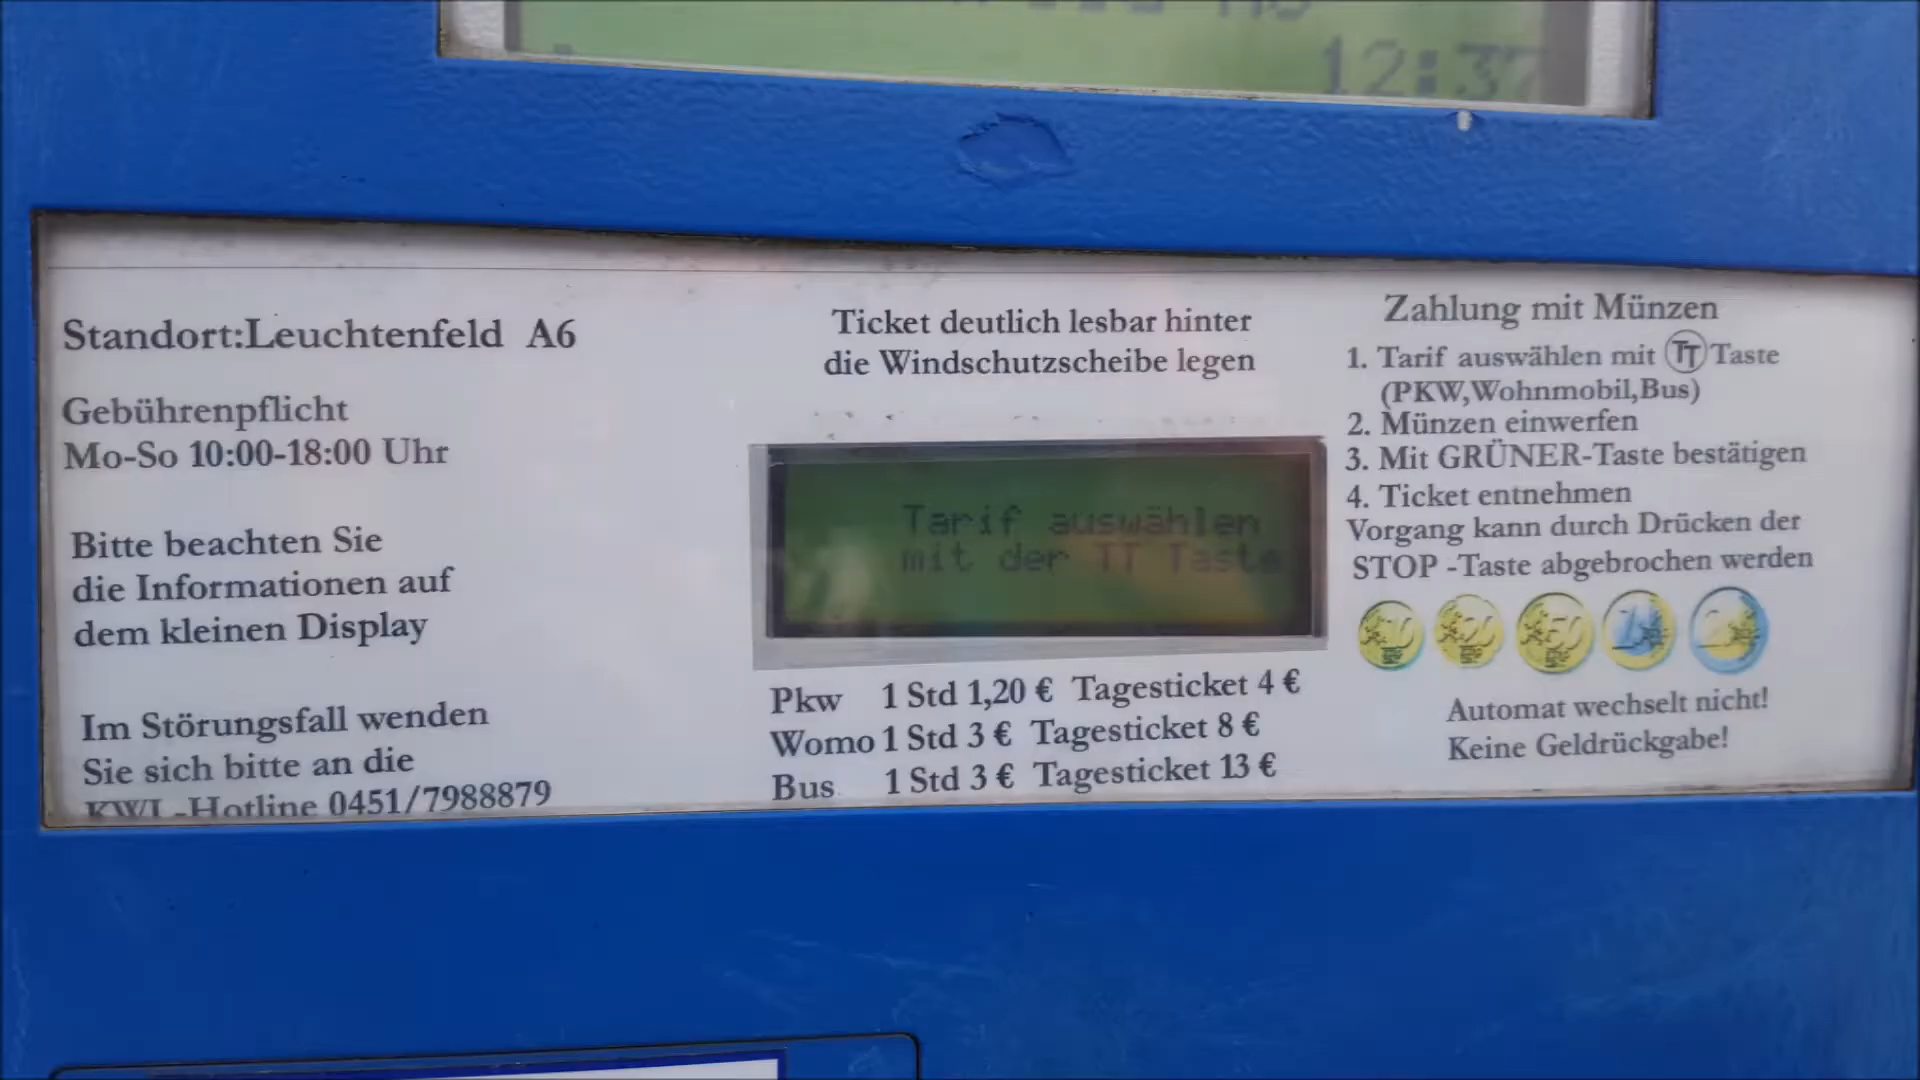 12:37
Standort:Leuchtenfeld A6
Gebührenpflicht
Mo-So 10:00-18:00 Uhr
Bitte beachten Sie
die Informationen auf
dem kleinen Display
Im Störungsfall wenden
Sie sich bitte an die
KWL-Hotline 0451/7988879
Ticket deutlich lesbar hinter
die Windschutzscheibe legen
Tarif auswählen
mit der TT Taste
Pkw 1 Std 1,20 € Tagesticket 4 €
Womo 1 Std 3 € Tagesticket 8 €
Bus 1 Std 3 € Tagesticket 13 €
Zahlung mit Münzen
1. Tarif auswählen mit TT Taste
(PKW,Wohnmobil,Bus)
2. Münzen einwerfen
3. Mit GRÜNER-Taste bestätigen
4. Ticket entnehmen
Vorgang kann durch Drücken der
STOP -Taste abgebrochen werden
10 20 50 1 2
Automat wechselt nicht!
Keine Geldrückgabe!